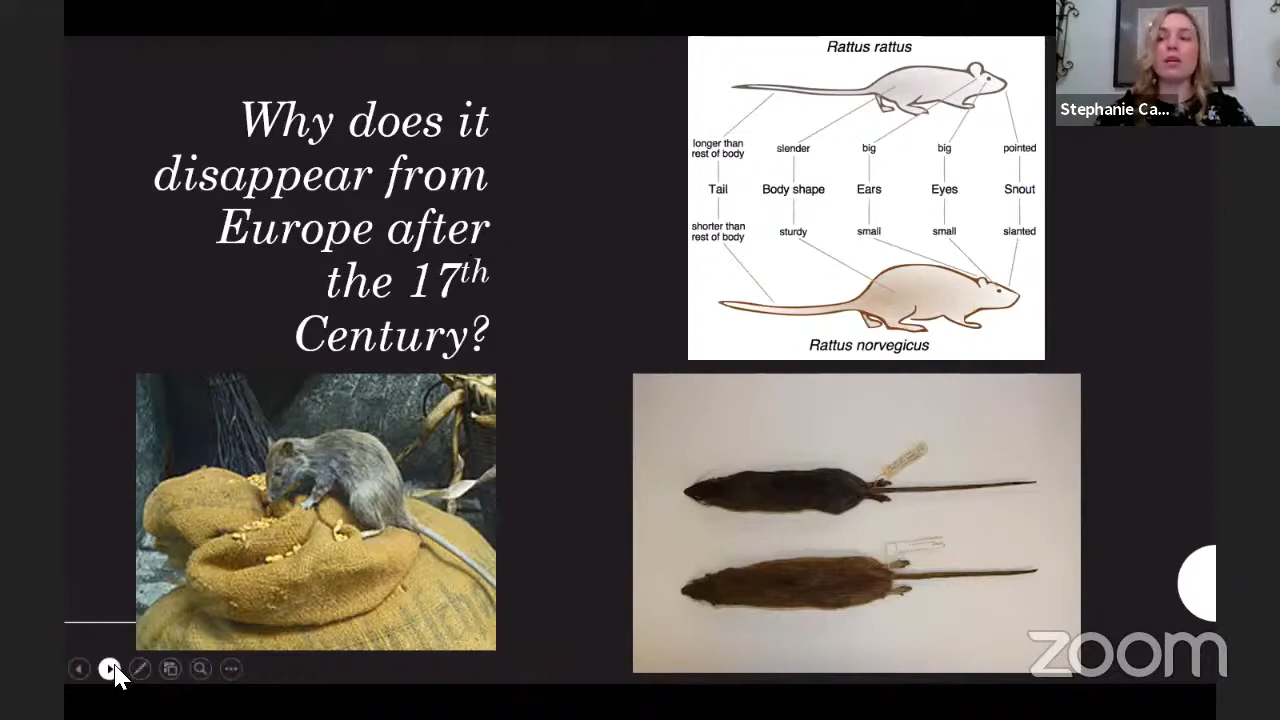 Why does it
disappear from
Europe after
the 17th
Century?
Rattus rattus
longer than
rest of body
slender
big
big
pointed
Tail
Body shape
Ears
Eyes
Snout
shorter than
rest of body
sturdy
small
small
slanted
Rattus norvegicus
Stephanie Ca...
zoom